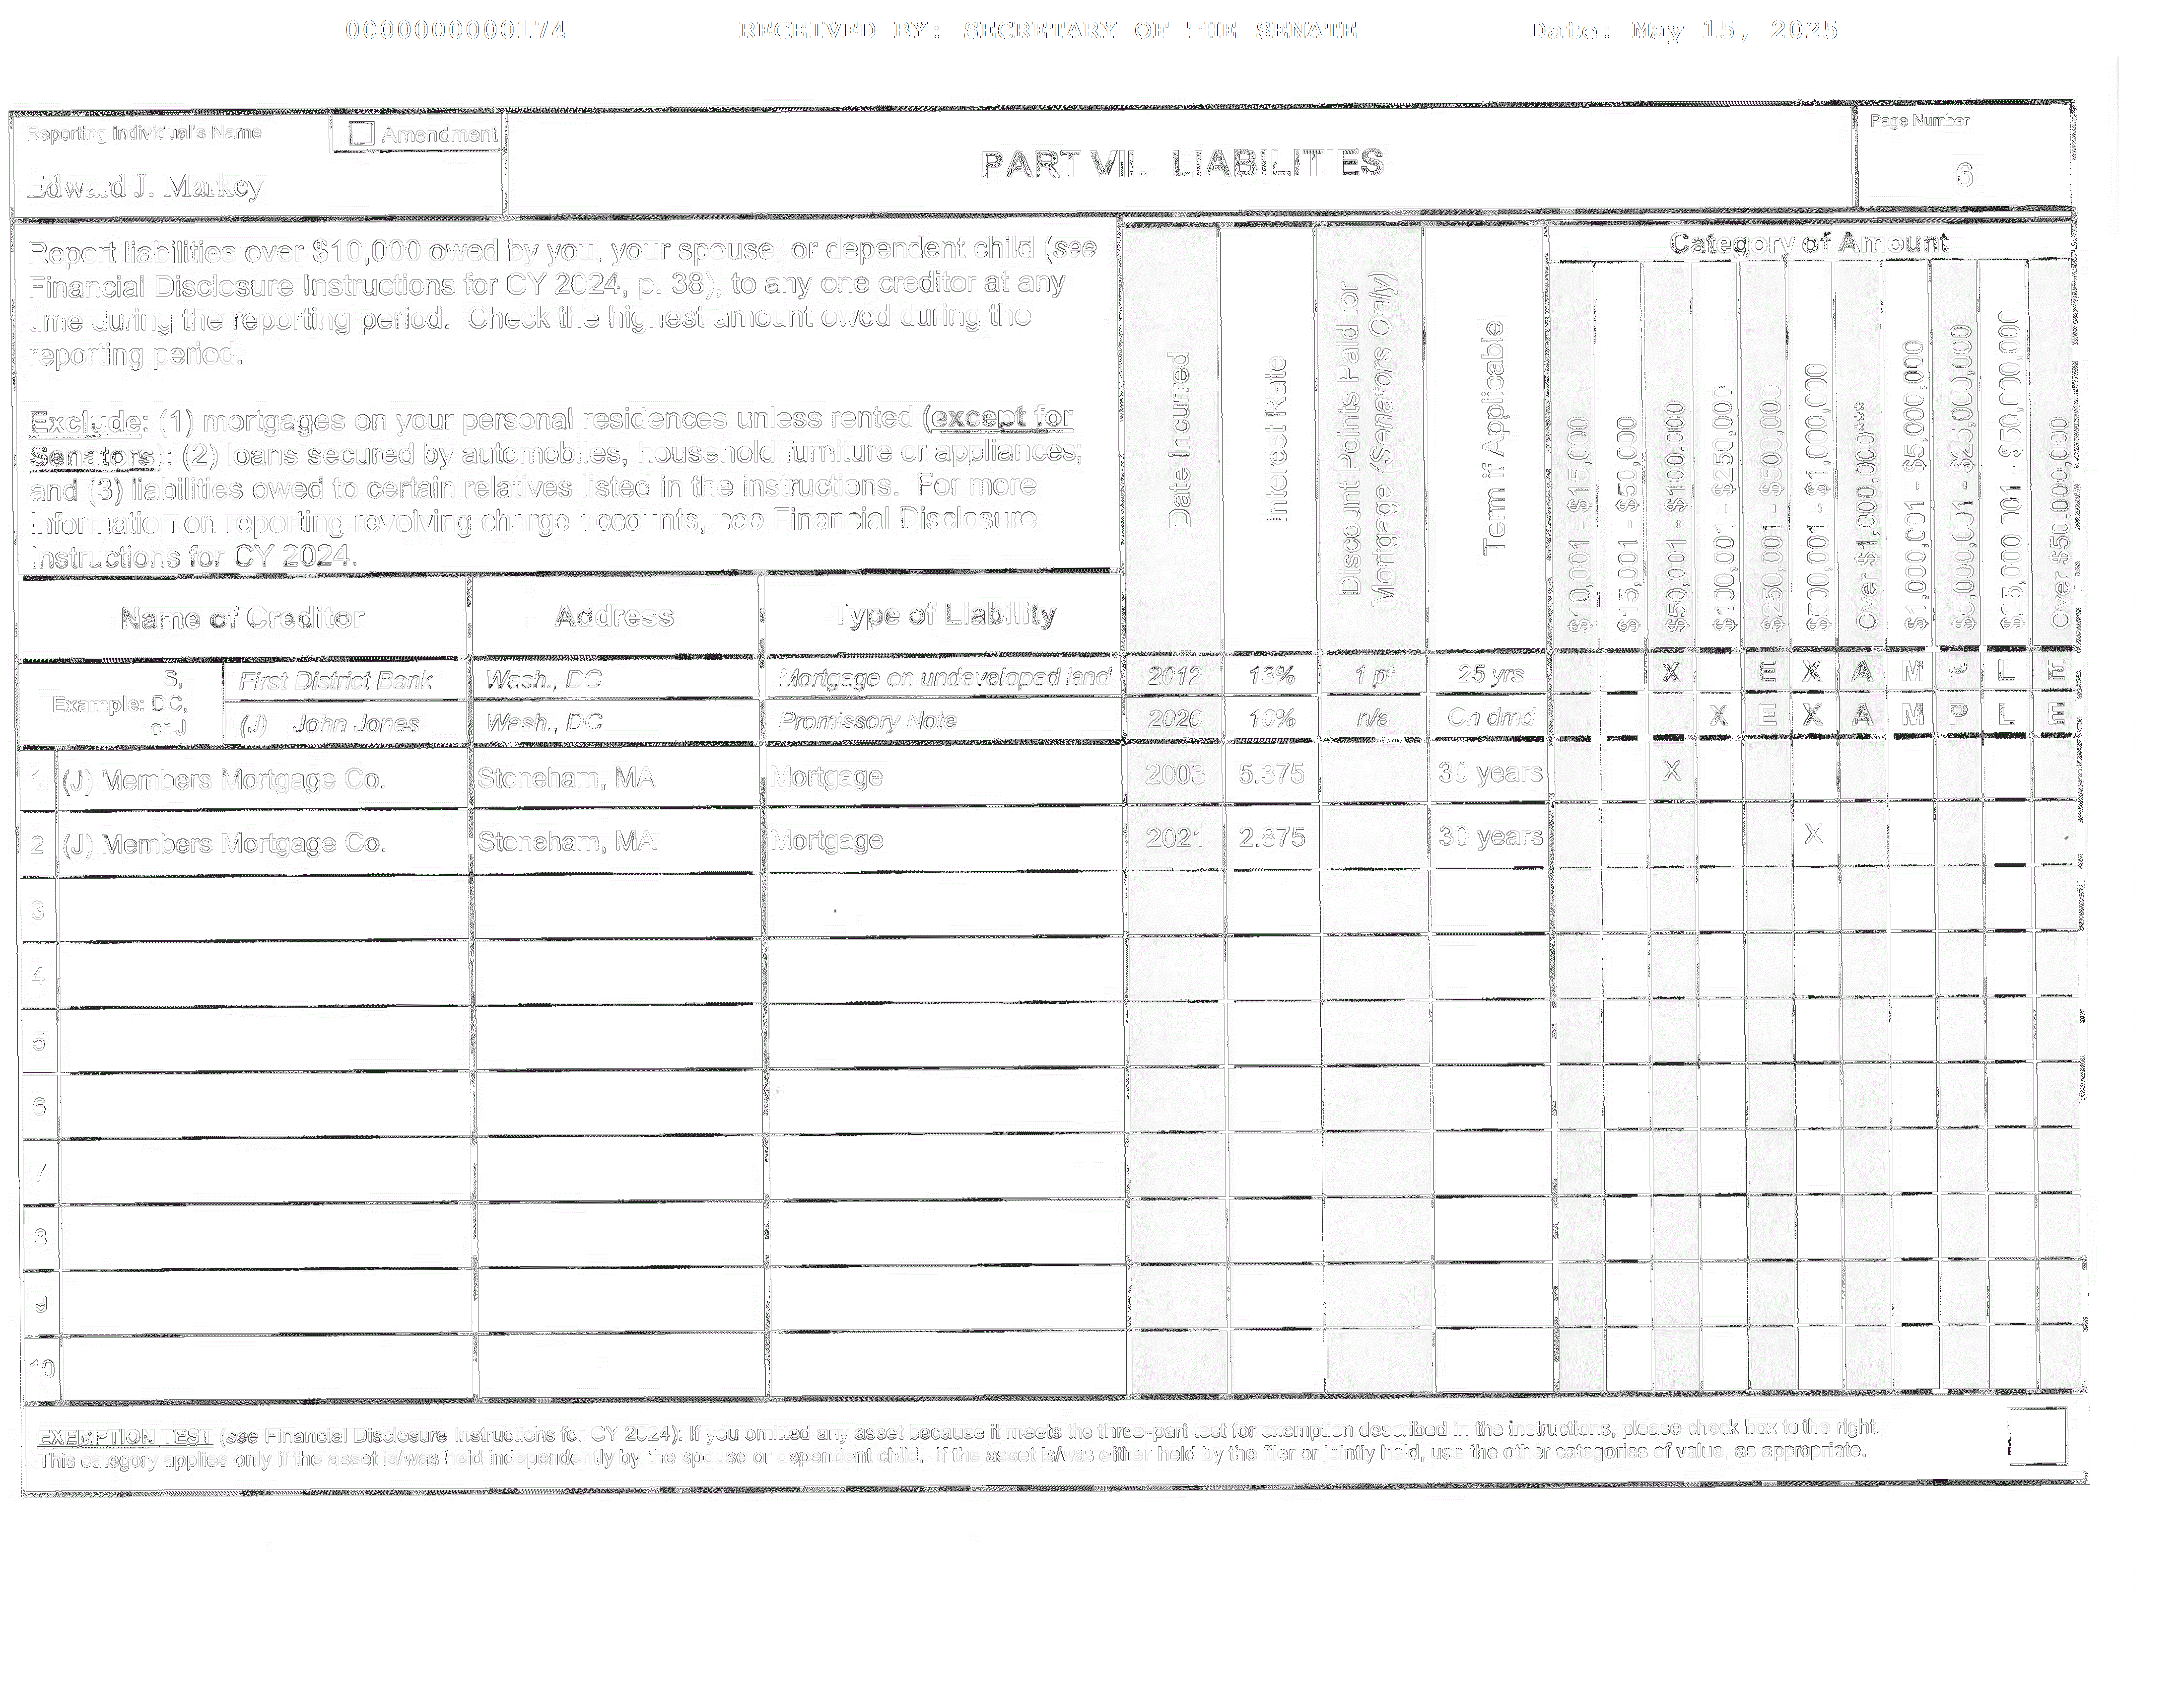 0000000000174 RECEIVED BY: SECRETARY OF THE SENATE Date: May 15, 2025
Reporting Individual's Name
Amendment
Edward J. Markey
PART VII. LIABILITIES
Page Number
6
Report liabilities over $10,000 owed by you, your spouse, or dependent child (see
Financial Disclosure Instructions for CY 2024, p. 38), to any one creditor at any
time during the reporting period. Check the highest amount owed during the
reporting period.
Exclude: (1) mortgages on your personal residences unless rented (except for
Senators); (2) loans secured by automobiles, household furniture or appliances;
and (3) liabilities owed to certain relatives listed in the instructions. For more
information on reporting revolving charge accounts, see Financial Disclosure
Instructions for CY 2024.
Name of Creditor
Address
Type of Liability
Date Incurred
Interest Rate
Discount Points Paid for
Mortgage (Senators Only)
Term if Applicable
Category of Amount
$10,001 - $15,000
$15,001 - $50,000
$50,001 - $100,000
$100,001 - $250,000
$250,001 - $500,000
$500,001 - $1,000,000
Over $1,000,000***
$1,000,001 - $5,000,000
$5,000,001 - $25,000,000
$25,000,001 - $50,000,000
Over $50,000,000
Example: S,
DC,
or J
First District Bank Wash., DC Mortgage on undeveloped land 2012 13% 1 pt 25 yrs X E X A M P L E
(J) John Jones Wash., DC Promissory Note 2020 10% n/a On dmd X E X A M P L E
1 (J) Members Mortgage Co. Stoneham, MA Mortgage 2003 5.375 30 years X
2 (J) Members Mortgage Co. Stoneham, MA Mortgage 2021 2.875 30 years X
3
4
5
6
7
8
9
10
EXEMPTION TEST (see Financial Disclosure Instructions for CY 2024): If you omitted any asset because it meets the three-part test for exemption described in the instructions, please check box to the right.
This category applies only if the asset is/was held independently by the spouse or dependent child. If the asset is/was either held by the filer or jointly held, use the other categories of value, as appropriate.